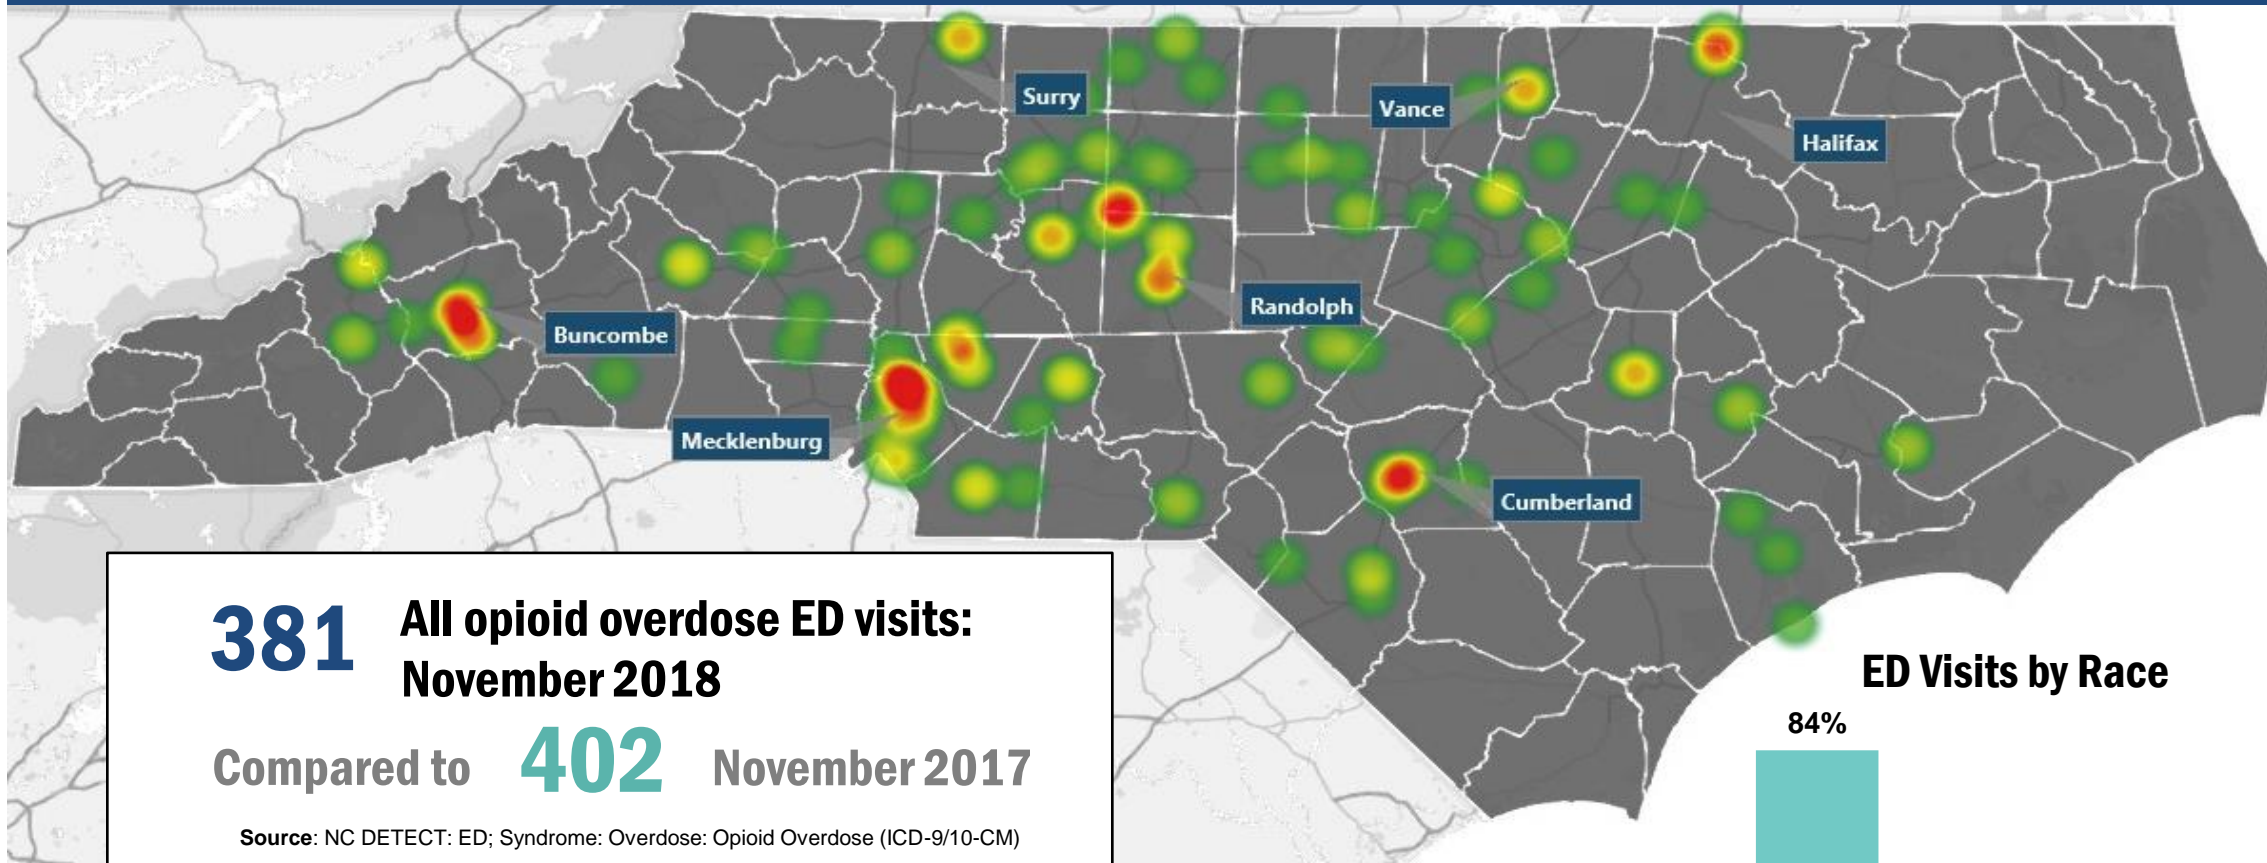 Surry
Vance
Halifax
Randolph
Buncombe
Mecklenburg
Cumberland
381 All opioid overdose ED visits:
November 2018
Compared to 402 November 2017
Source: NC DETECT: ED; Syndrome: Overdose: Opioid Overdose (ICD-9/10-CM)
ED Visits by Race
84%